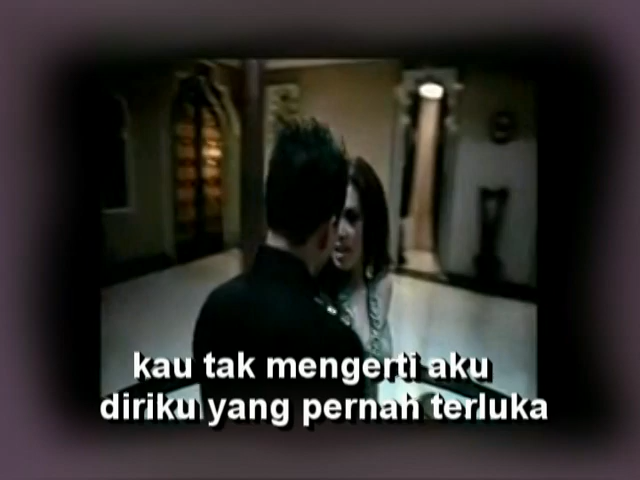 kau tak mengerti aku
diriku yang pernah terluka